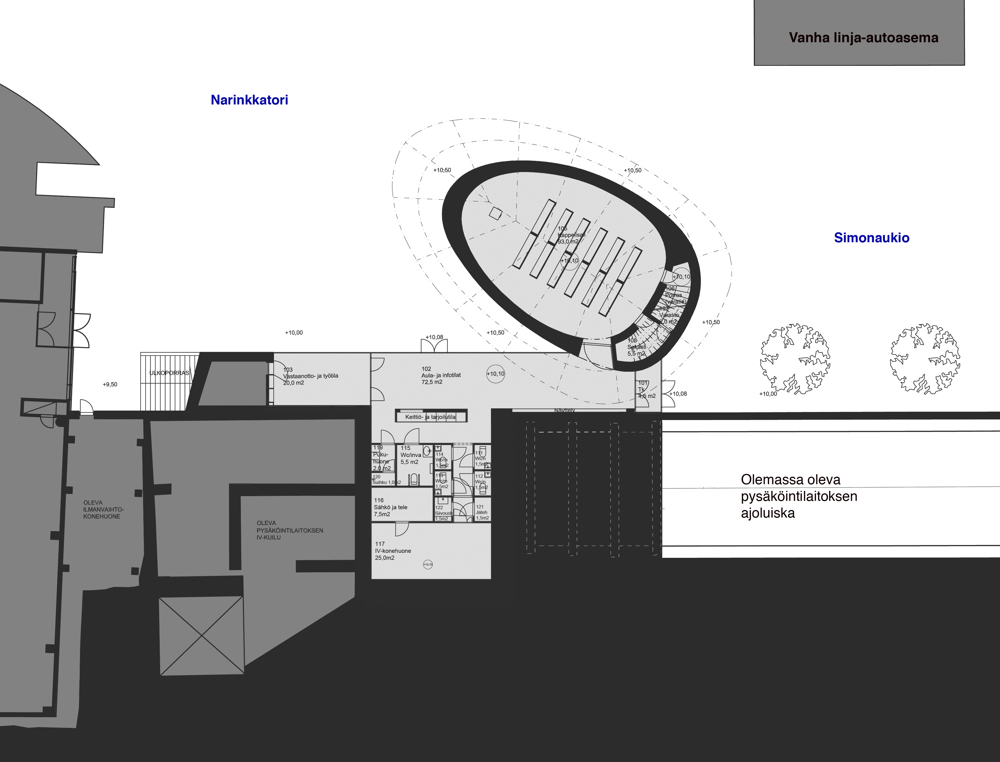 Vanha linja-autoasema
Narinkkatori
+10,50
+10,50
105
Kappelisali
93,0 m2
+10,10
Simonaukio
+10,10
106
Porras
(varatie)
107
Varasto
2,0 m2
+10,50
+10,00
+10,08
+10,50
108
Sakasti
5,5 m2
ULKOPORRAS
+9,50
103
Vastaanotto- ja työtila
20,0 m2
102
Aula- ja infotilat
72,5 m2
+10,10
101
Tk
4,5 m2
+10,08
+10,00
Näyttely
Keittiö- ja tarjoilutila
119
Puku-
huone
2,0 m2
115
Wc/inva
5,5 m2
114
Wc/m
1,5m2
111
Wc/n
1,5m2
120
Suihku 1,0m2
113
Wc/m
1,5m2
112
Wc/n
1,5m2
116
Sähkö ja tele
7,5m2
122
Siivoush
1,5m2
121
Jäteh
1,5m2
OLEVA
ILMANVAIHTO-
KONEHUONE
OLEVA
PYSÄKÖINTILAITOKSEN
IV-KUILU
117
IV-konehuone
25,0m2
+10,10
Olemassa oleva
pysäköintilaitoksen
ajoluiska